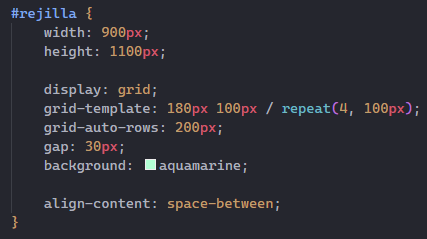 #rejilla {
width: 900px;
height: 1100px;
display: grid;
grid-template: 180px 100px / repeat(4, 100px);
grid-auto-rows: 200px;
gap: 30px;
background: aquamarine;
align-content: space-between;
}